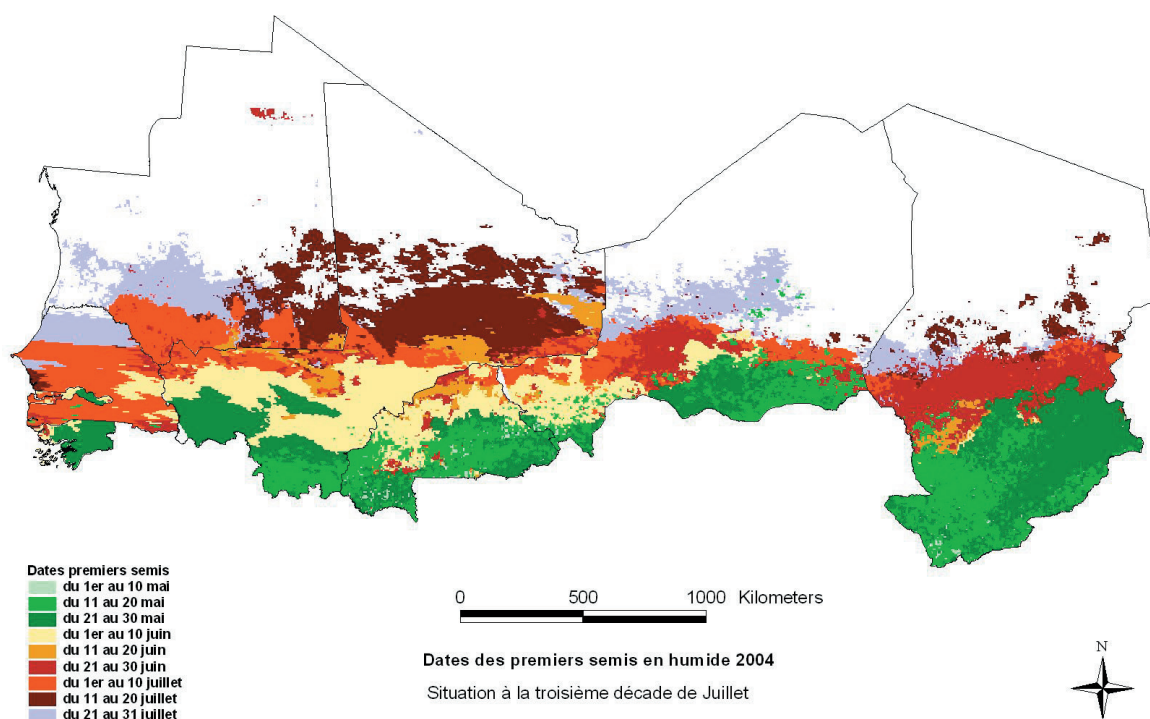 Dates premiers semis
du 1er au 10 mai
du 11 au 20 mai
du 21 au 30 mai
du 1er au 10 juin
du 11 au 20 juin
du 21 au 30 juin
du 1er au 10 juillet
du 11 au 20 juillet
du 21 au 31 juillet
0 500 1000 Kilometers
Dates des premiers semis en humide 2004
Situation à la troisième décade de Juillet
N